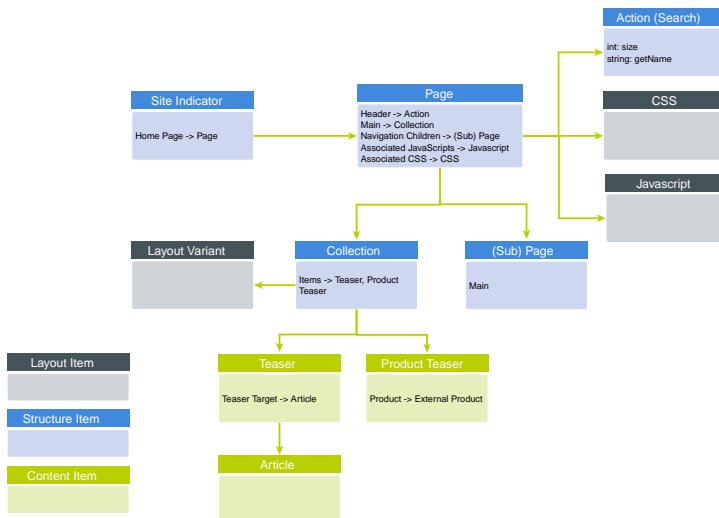 Action (Search)
int: size
string: getName
Page
Site Indicator
CSS
Header -> Action
Main -> Collection
Navigation Children -> (Sub) Page
Associated JavaScripts -> Javascript
Associated CSS -> CSS
Home Page -> Page
Javascript
Layout Variant
Collection
(Sub) Page
Items -> Teaser, Product
Teaser
Main
Layout Item
Teaser
Product Teaser
Teaser Target -> Article
Product -> External Product
Structure Item
Article
Content Item